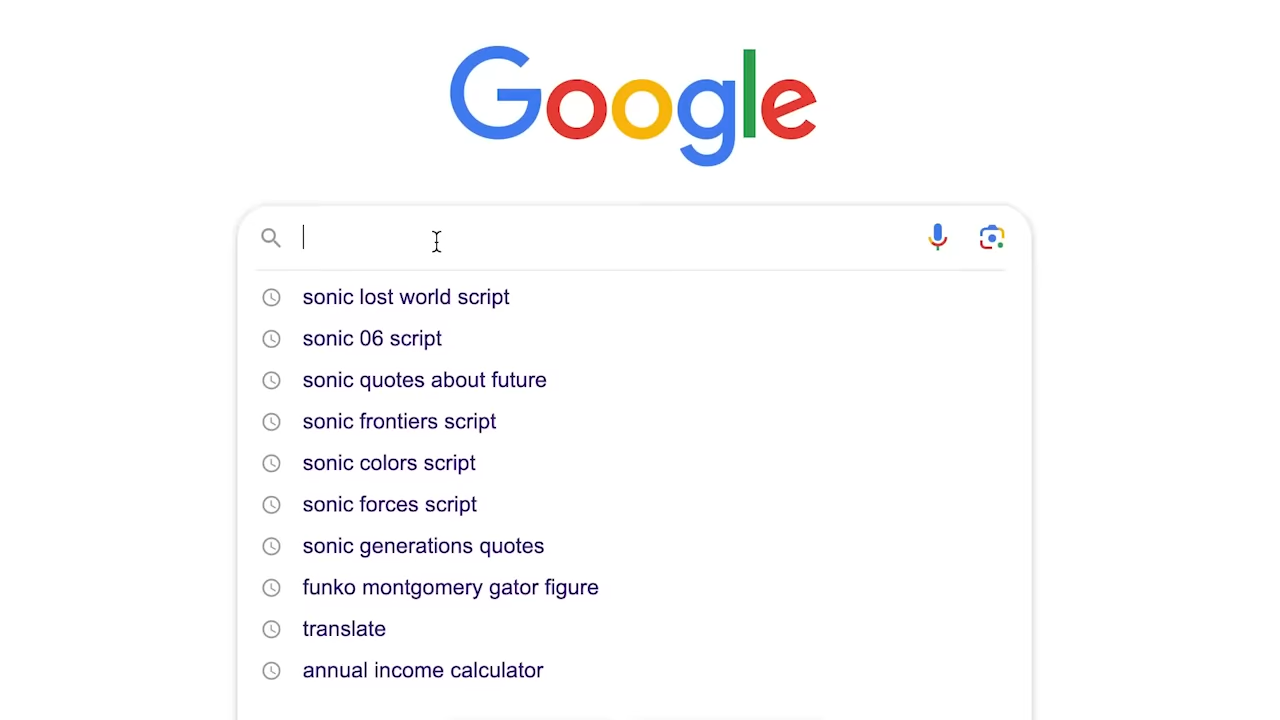 Google
sonic lost world script
sonic 06 script
sonic quotes about future
sonic frontiers script
sonic colors script
sonic forces script
sonic generations quotes
funko montgomery gator figure
translate
annual income calculator